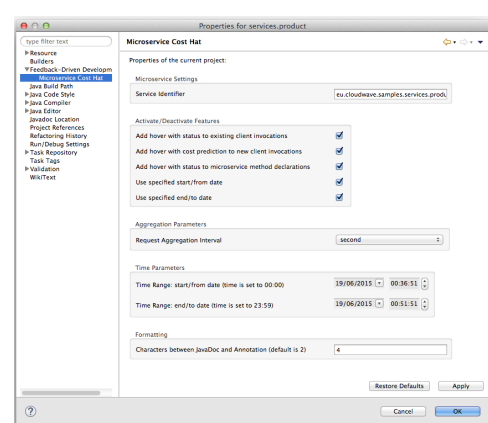 Properties for services.product
type filter text
Resource
Builders
Feedback-Driven Developm
Microservice Cost Hat
Java Build Path
Java Code Style
Java Compiler
Java Editor
Javadoc Location
Project References
Refactoring History
Run/Debug Settings
Task Repository
Task Tags
Validation
WikiText
Microservice Cost Hat
Properties of the current project:
Microservice Settings
Service Identifier eu.cloudwave.samples.services.produ
Activate/Deactivate Features
Add hover with status to existing client invocations
Add hover with cost prediction to new client invocations
Add hover with status to microservice method declarations
Use specified start/from date
Use specified end/to date
Aggregation Parameters
Request Aggregation Interval second
Time Parameters
Time Range: start/from date (time is set to 00:00) 19/06/2015 00:36:51
Time Range: end/to date (time is set to 23:59) 19/06/2015 00:51:51
Formatting
Characters between JavaDoc and Annotation (default is 2) 4
Restore Defaults Apply
? Cancel OK